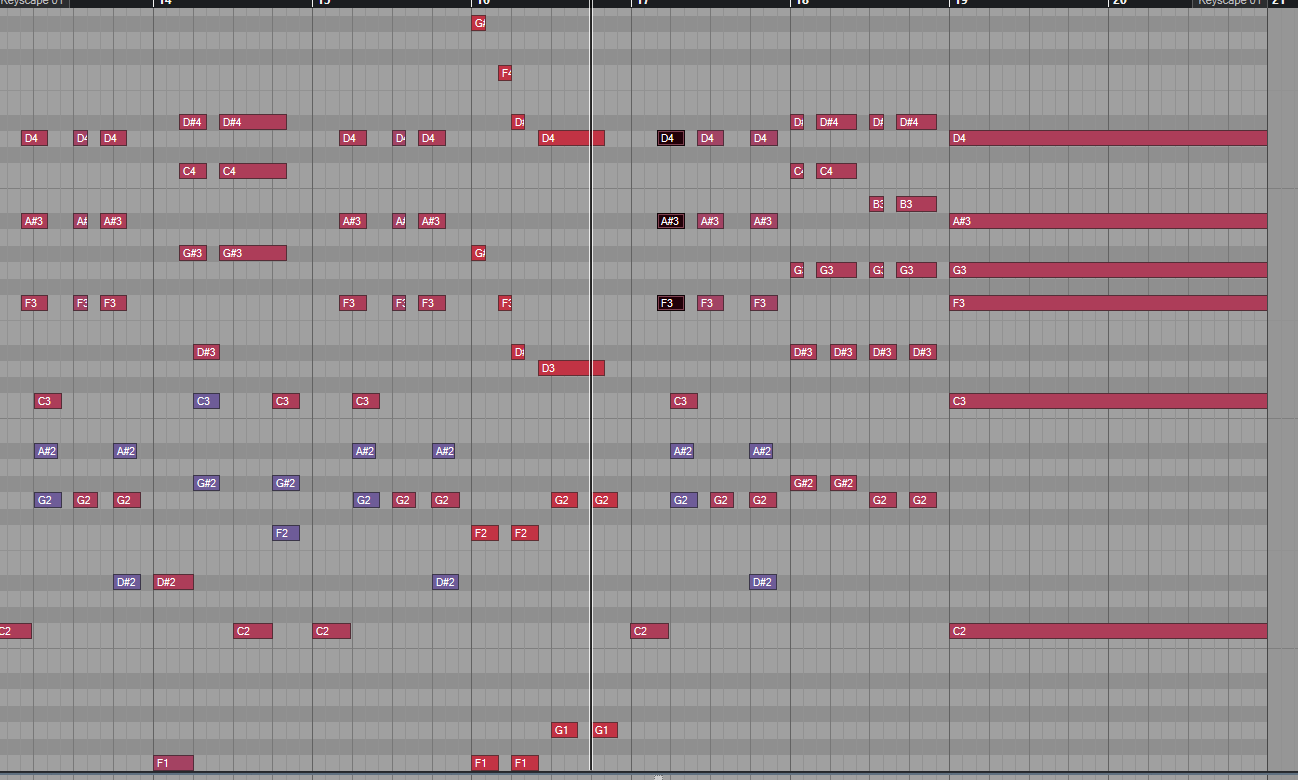 Keyscape 01 14 15 16 17 18 19 20 Keyscape 01 21
G#
F4
D#4 D#4 D# D# D#4 D# D#4
D4 D4 D4 D4 D4 D4 D4 D4 D4 D4 D4
C4 C4 C4 C4
B3 B3
A#3 A# A#3 A#3 A# A#3 A#3 A#3 A#3 A#3
G#3 G#3 G#
G3 G3 G3 G3 G3
F3 F3 F3 F3 F3 F3 F3 F3 F3 F3 F3
D#3 D# D#3 D#3 D#3 D#3
D3
C3 C3 C3 C3 C3 C3
A#2 A#2 A#2 A#2 A#2 A#2
G#2 G#2 G#2 G#2
G2 G2 G2 G2 G2 G2 G2 G2 G2 G2 G2 G2 G2
F2 F2 F2
D#2 D#2 D#2 D#2
C2 C2 C2 C2 C2
G1 G1
F1 F1 F1